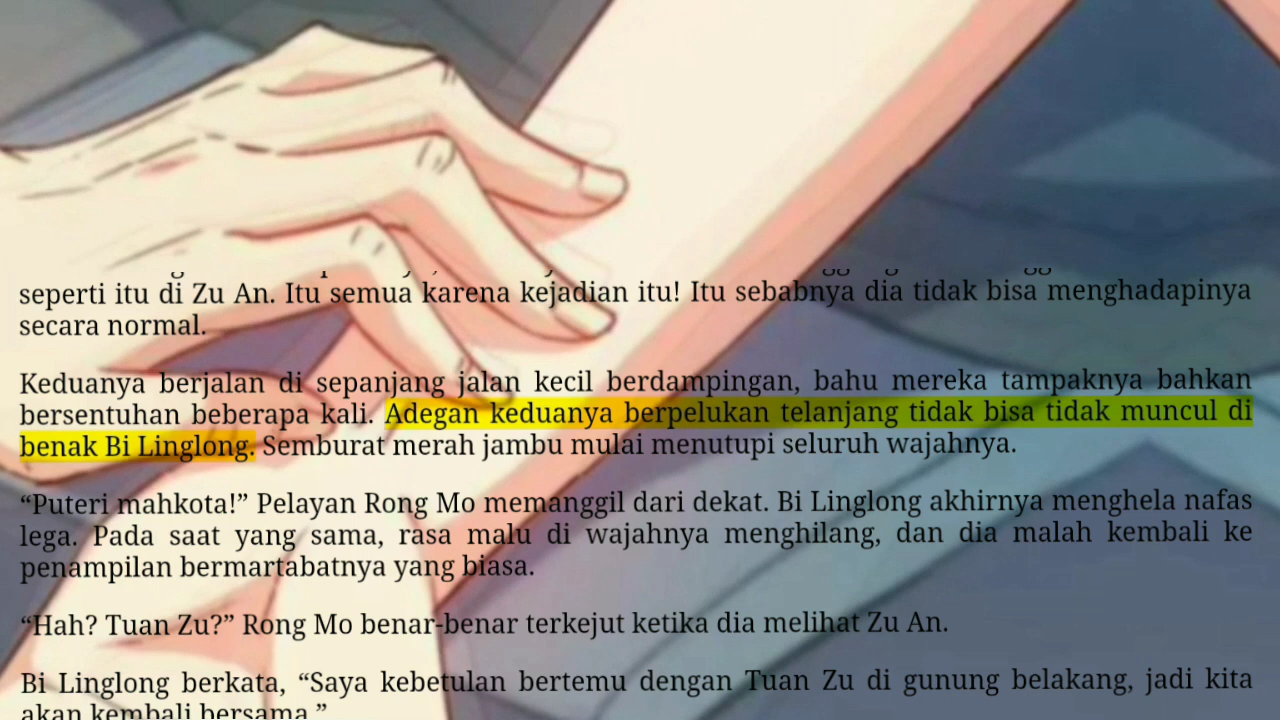 seperti itu di Zu An. Itu semua karena kejadian itu! Itu sebabnya dia tidak bisa menghadapinya
secara normal.
Keduanya berjalan di sepanjang jalan kecil berdampingan, bahu mereka tampaknya bahkan
bersentuhan beberapa kali. Adegan keduanya berpelukan telanjang tidak bisa tidak muncul di
benak Bi Linglong. Semburat merah jambu mulai menutupi seluruh wajahnya.
“Puteri mahkota!” Pelayan Rong Mo memanggil dari dekat. Bi Linglong akhirnya menghela nafas
lega. Pada saat yang sama, rasa malu di wajahnya menghilang, dan dia malah kembali ke
penampilan bermartabatnya yang biasa.
“Hah? Tuan Zu?” Rong Mo benar-benar terkejut ketika dia melihat Zu An.
Bi Linglong berkata, “Saya kebetulan bertemu dengan Tuan Zu di gunung belakang, jadi kita
akan kembali bersama.”